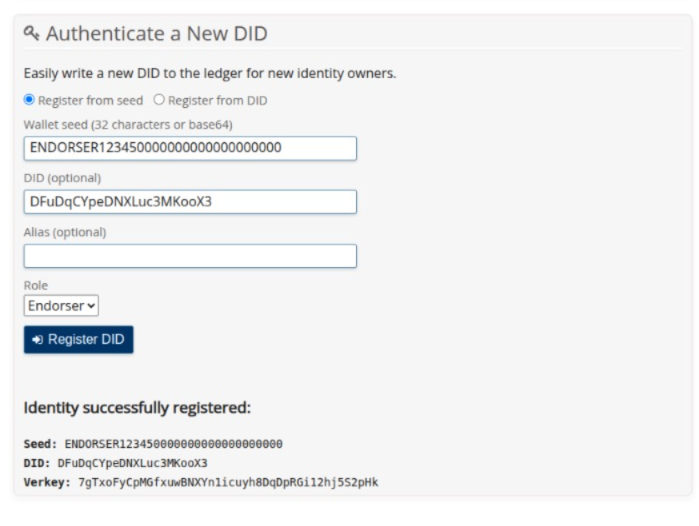 Authenticate a New DID
Easily write a new DID to the ledger for new identity owners.
Register from seed Register from DID
Wallet seed (32 characters or base64)
ENDORSER123450000000000000000000
DID (optional)
DFuDqCYpeDNXLuc3MKooX3
Alias (optional)
Role
Endorser
Register DID
Identity successfully registered:
Seed: ENDORSER123450000000000000000000
DID: DFuDqCYpeDNXLuc3MKooX3
Verkey: 7gTxoFyCpMGfxuwBNXYn1icuyh8DqDpRGi12hj5S2pHk